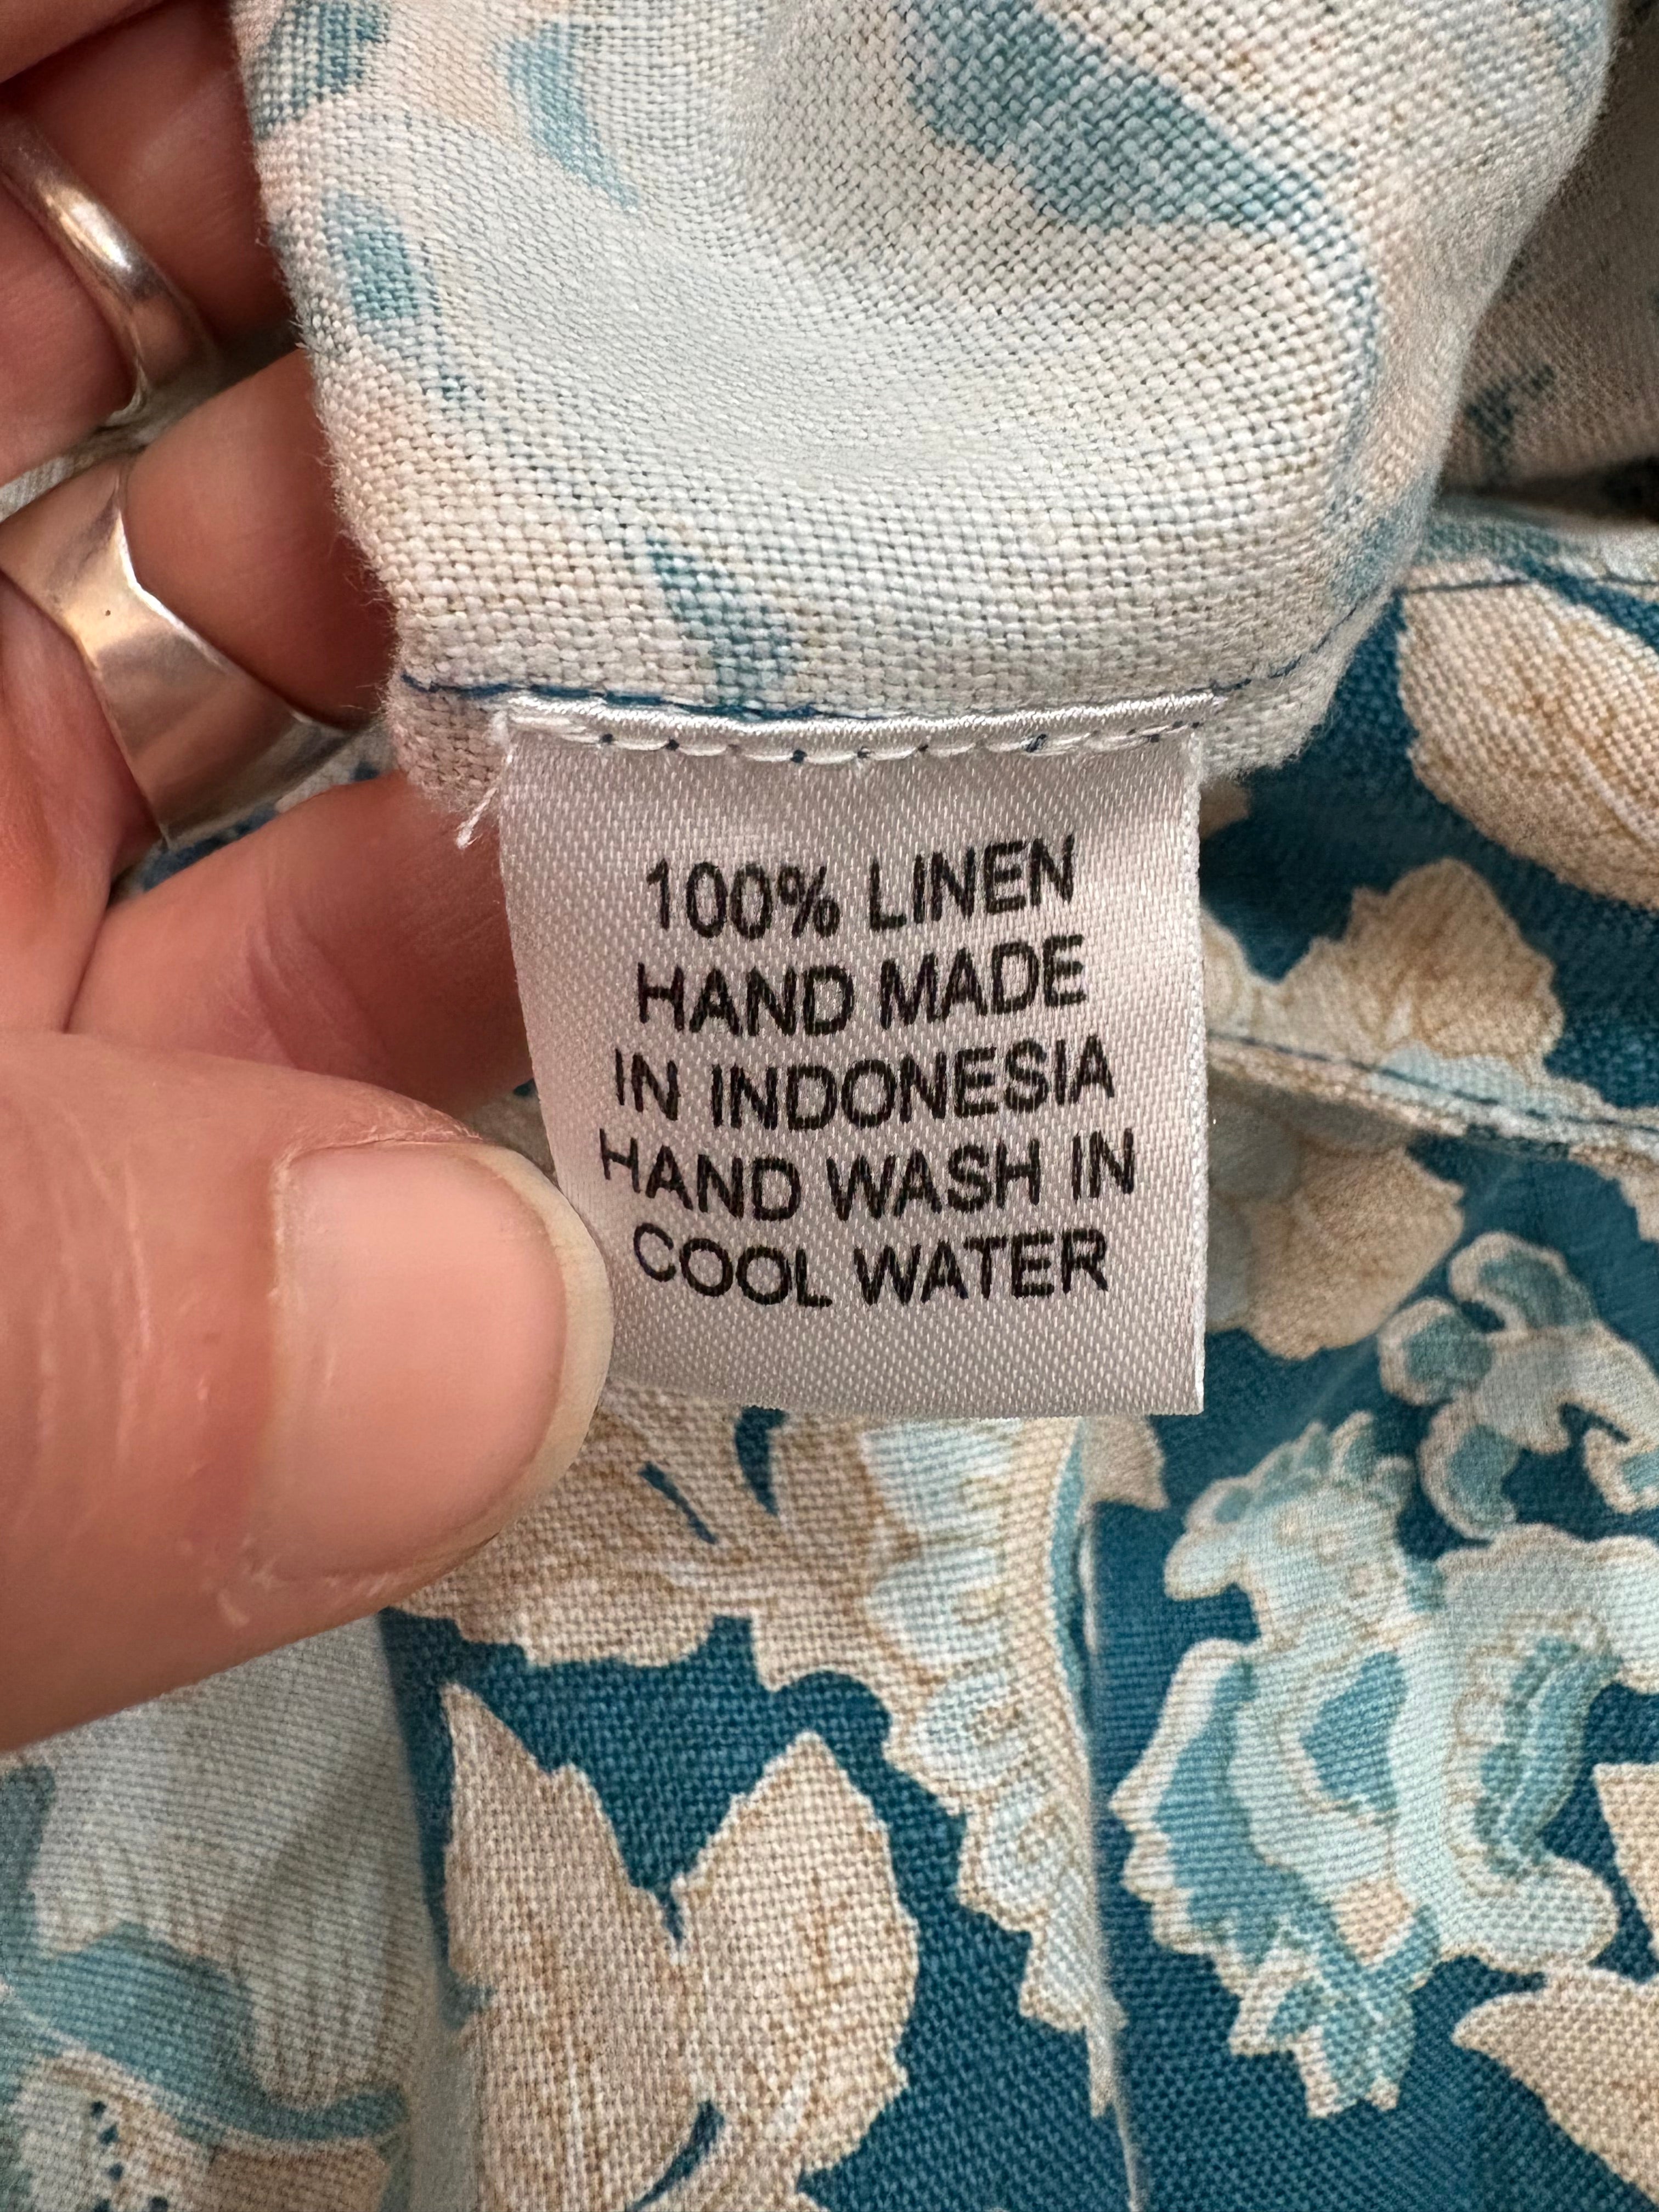 100% LINEN
HAND MADE
IN INDONESIA
HAND WASH IN
COOL WATER